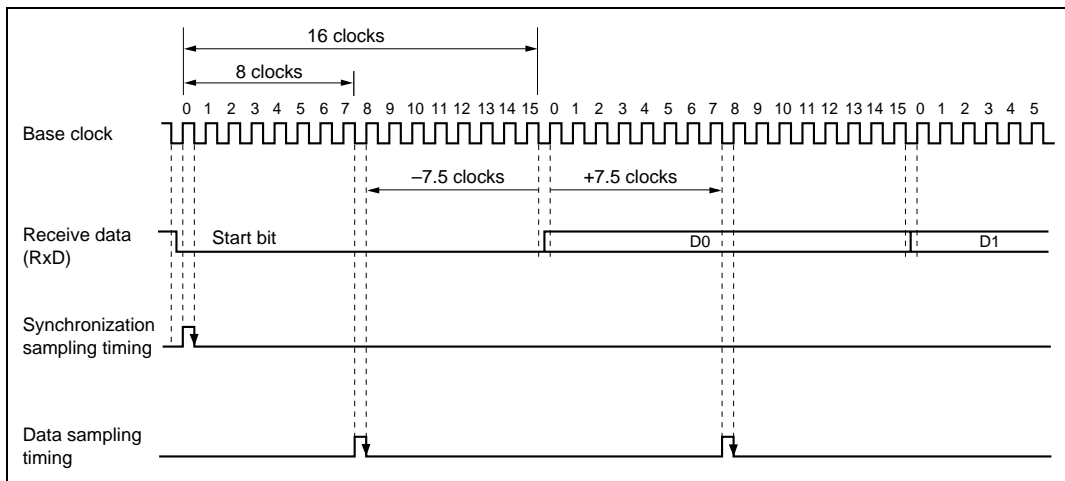 16 clocks
8 clocks
0 1 2 3 4 5 6 7 8 9 10 11 12 13 14 15 0 1 2 3 4 5 6 7 8 9 10 11 12 13 14 15 0 1 2 3 4 5
Base clock
–7.5 clocks +7.5 clocks
Receive data
(RxD)
Start bit D0 D1
Synchronization
sampling timing
Data sampling
timing